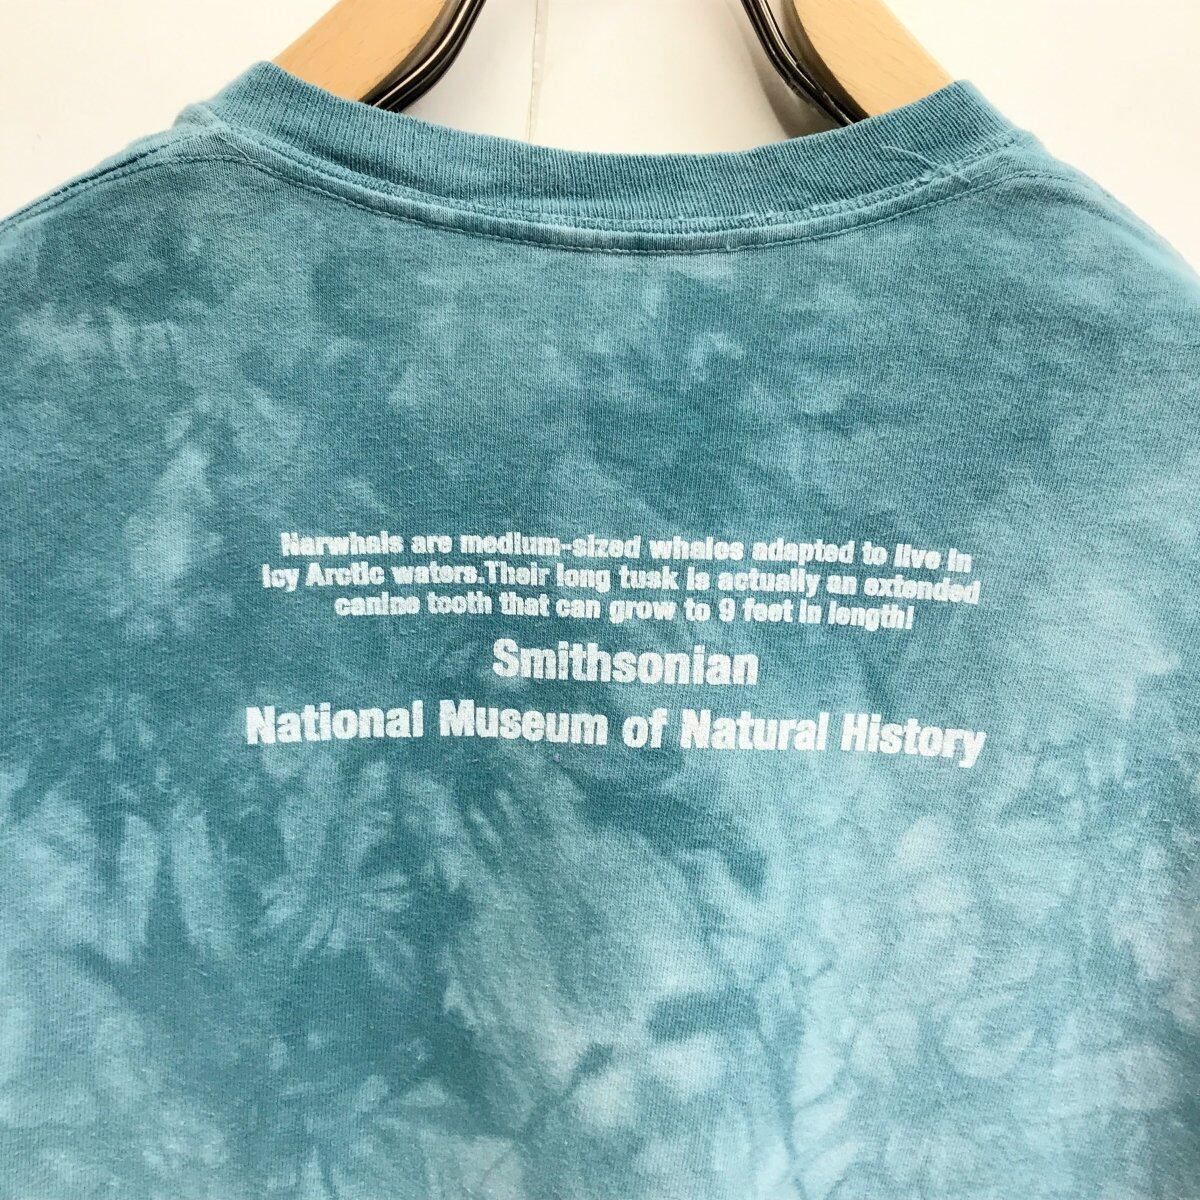 Narwhals are medium-sized whales adapted to live in
icy Arctic waters.Their long tusk is actually an extended
canine tooth that can grow to 9 feet in length!
Smithsonian
National Museum of Natural History